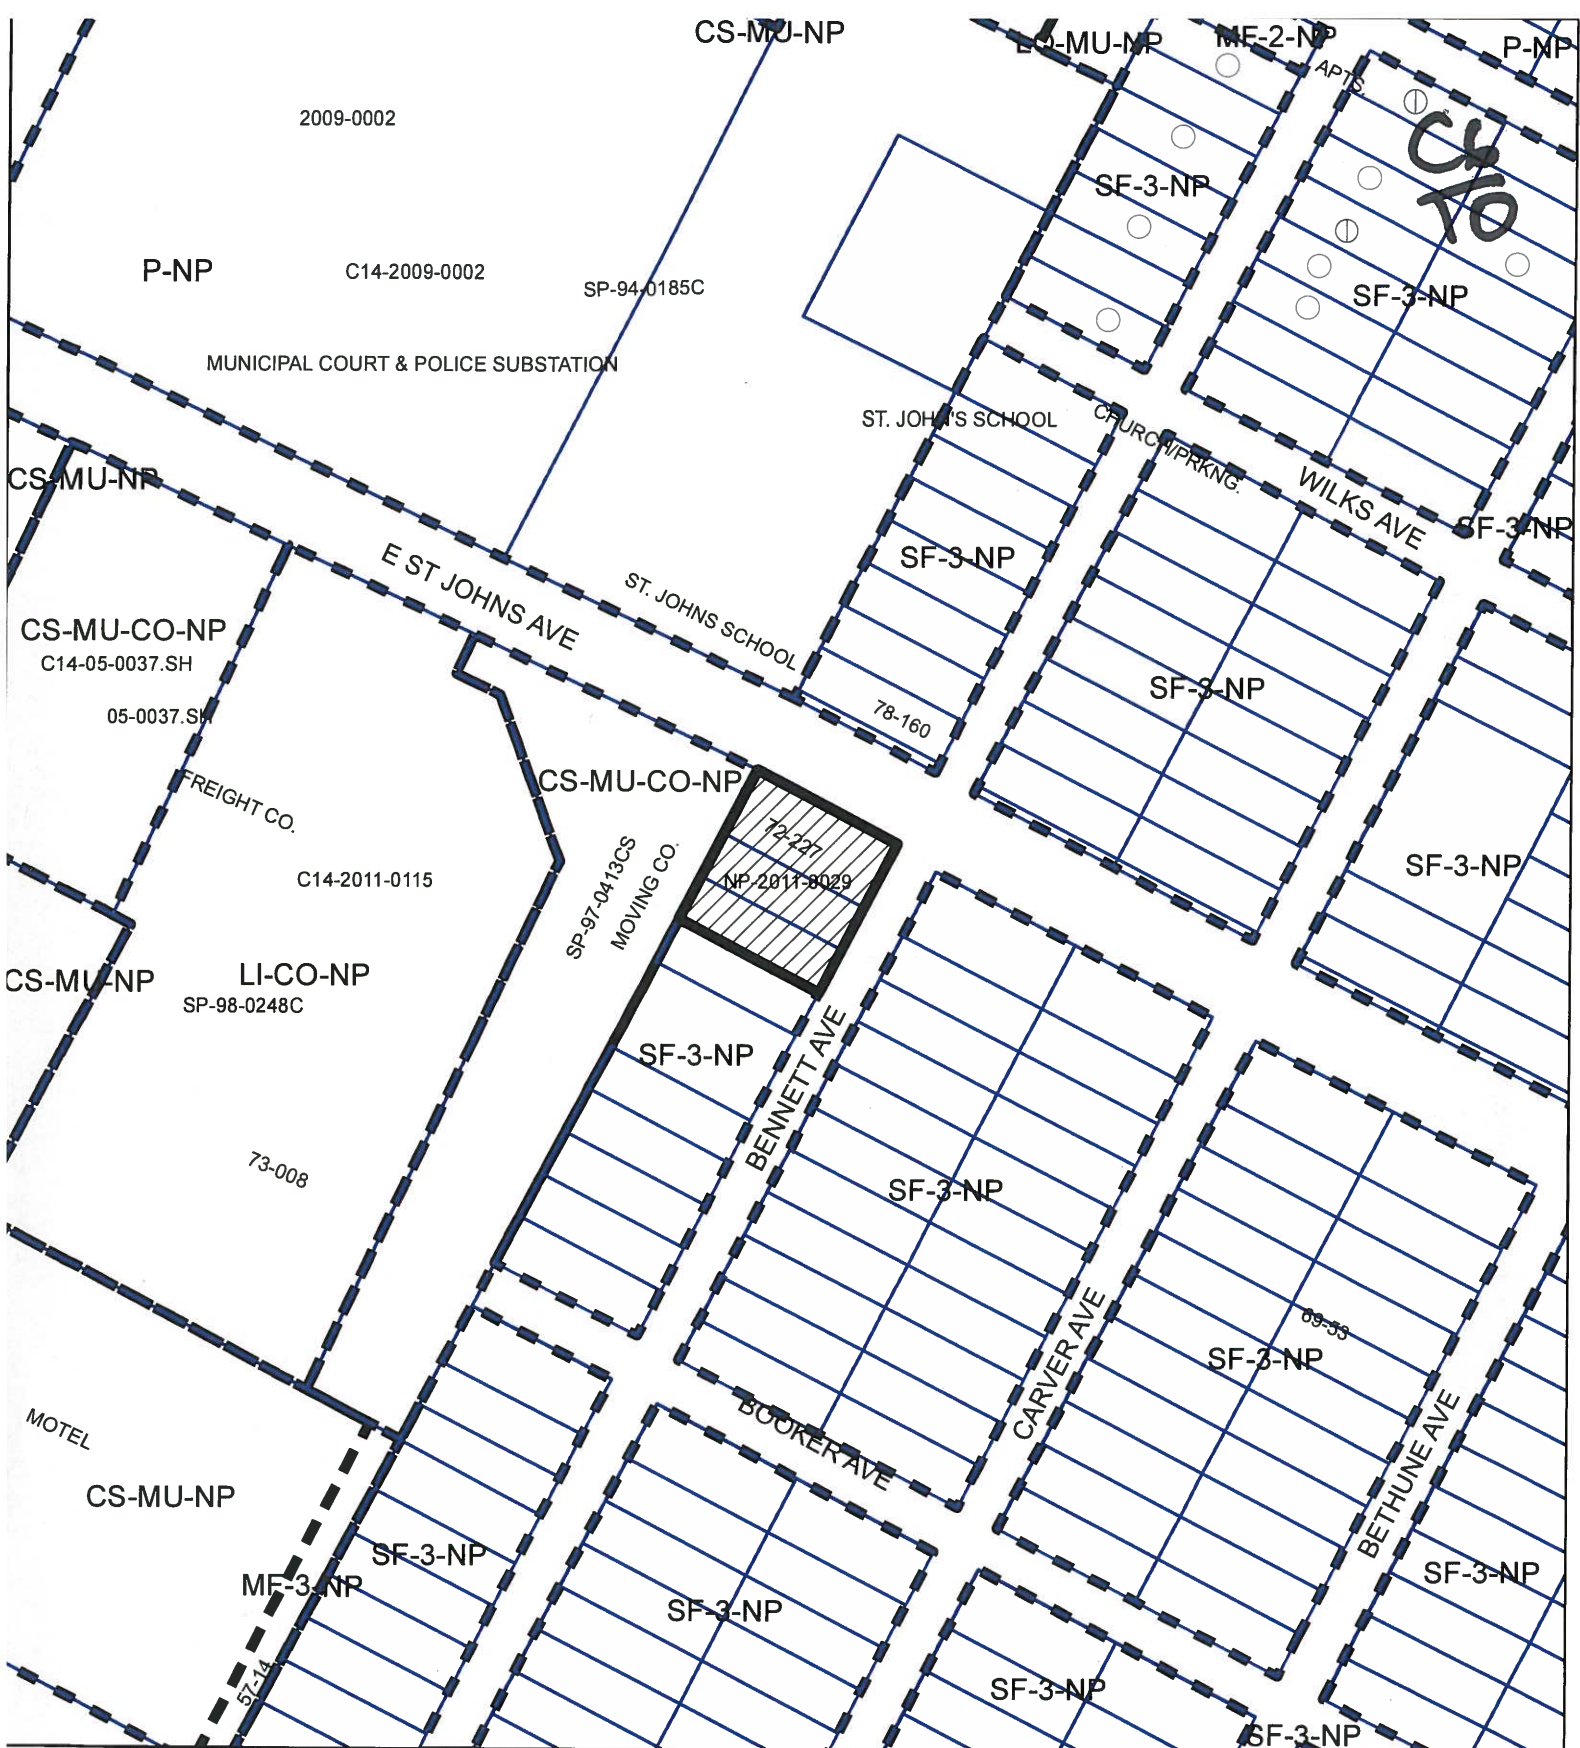 CS-MU-NP
LO-MU-NP
MF-2-NP
P-NP
APTS.
2009-0002
C8
10
SF-3-NP
P-NP
C14-2009-0002
SP-94-0185C
SF-3-NP
MUNICIPAL COURT & POLICE SUBSTATION
ST. JOHN'S SCHOOL
CHURCH/PRKNG.
CS-MU-NP
WILKS AVE
SF-3-NP
SF-3-NP
E ST JOHNS AVE
ST. JOHNS SCHOOL
CS-MU-CO-NP
C14-05-0037.SH
05-0037.SH
SF-3-NP
78-160
FREIGHT CO.
CS-MU-CO-NP
72-227
NP-2011-0029
SP-97-0413CS
MOVING CO.
SF-3-NP
C14-2011-0115
CS-MU-NP
LI-CO-NP
SP-98-0248C
SF-3-NP
BENNETT AVE
73-008
SF-3-NP
CARVER AVE
69-53
SF-3-NP
MOTEL
BOOKER AVE
BETHUNE AVE
CS-MU-NP
SF-3-NP
MF-3-NP
SF-3-NP
SF-3-NP
57-14
SF-3-NP
SF-3-NP